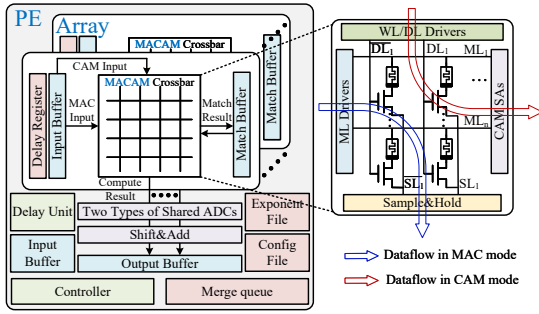 PE
Array
MACAM Crossbar
CAM Input
MACAM Crossbar
Delay Register
Input Buffer
MAC
Input
Match
Result
Match Buffer
Match Buffer
Compute
Result
Delay Unit
Two Types of Shared ADCs
Exponent
File
Shift&Add
Input
Buffer
Config
File
Output Buffer
Controller
Merge queue
WL/DL Drivers
DL₁
DL₁
ML₁
ML Drivers
CAM SAs
...
MLₙ
SL₁
SL₁
Sample&Hold
Dataflow in MAC mode
Dataflow in CAM mode